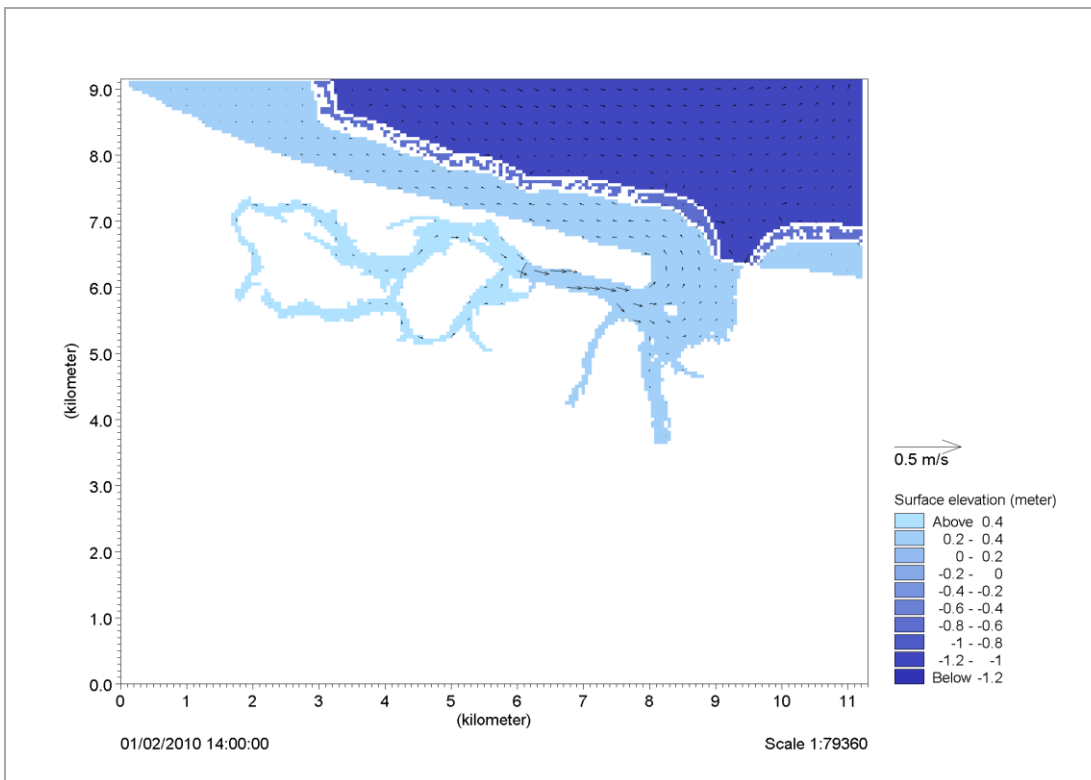 9.0
8.0
7.0
6.0
5.0
4.0
3.0
2.0
1.0
0.0
(kilometer)
0 1 2 3 4 5 6 7 8 9 10 11
(kilometer)
01/02/2010 14:00:00
Scale 1:79360
0.5 m/s
Surface elevation (meter)
Above 0.4
0.2 - 0.4
0 - 0.2
-0.2 - 0
-0.4 - -0.2
-0.6 - -0.4
-0.8 - -0.6
-1 - -0.8
-1.2 - -1
Below -1.2